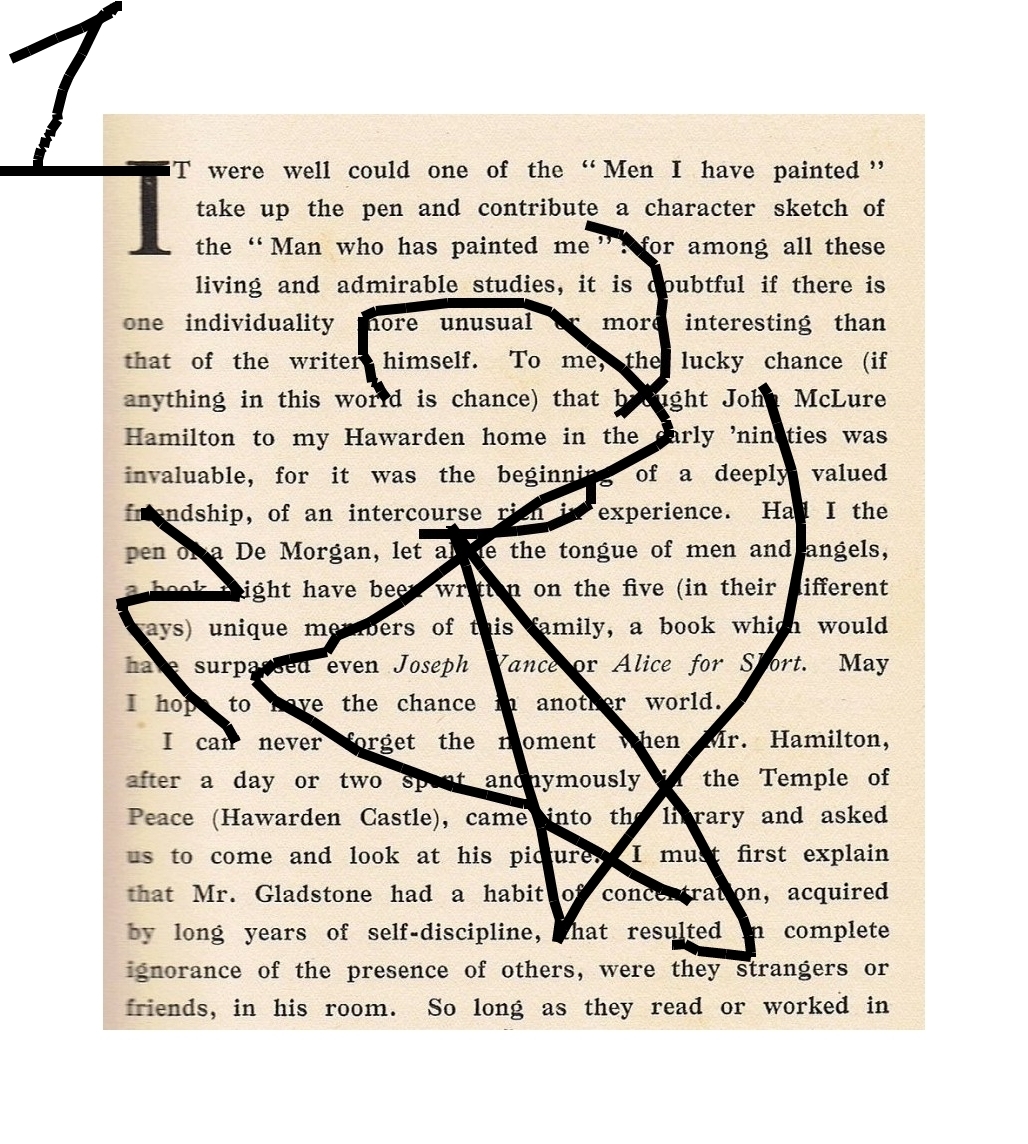 IT were well could one of the “Men I have painted”
take up the pen and contribute a character sketch of
the “Man who has painted me”: for among all these
living and admirable studies, it is doubtful if there is
one individuality more unusual or more interesting than
that of the writer himself. To me, the lucky chance (if
anything in this world is chance) that brought John McLure
Hamilton to my Hawarden home in the early ’nineties was
invaluable, for it was the beginning of a deeply valued
friendship, of an intercourse rich in experience. Had I the
pen of a De Morgan, let alone the tongue of men and angels,
a book might have been written on the five (in their different
ways) unique members of this family, a book which would
have surpassed even Joseph Vance or Alice for Short. May
I hope to have the chance in another world.
I can never forget the moment when Mr. Hamilton,
after a day or two spent anonymously in the Temple of
Peace (Hawarden Castle), came into the library and asked
us to come and look at his picture. I must first explain
that Mr. Gladstone had a habit of concentration, acquired
by long years of self-discipline, that resulted in complete
ignorance of the presence of others, were they strangers or
friends, in his room. So long as they read or worked in